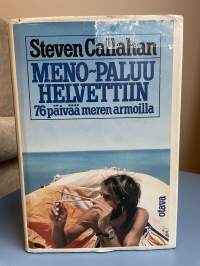 Steven Callahan
MENO-PALUU
HELVETTIIN
76 päivää meren armoilla
otava